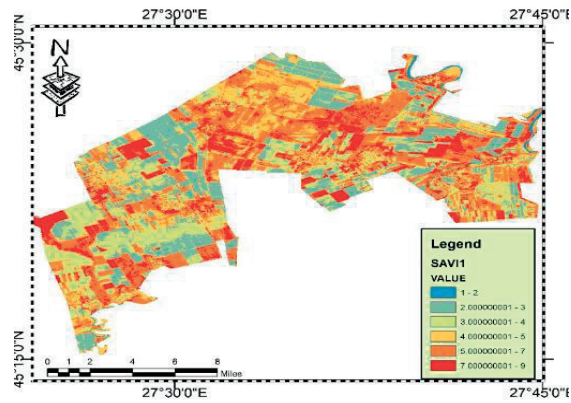 27°30'0"E
27°45'0"E
45°30'0"N
N
Legend
SAVI1
VALUE
1 - 2
2.000000001 - 3
3.000000001 - 4
4.000000001 - 5
5.000000001 - 7
7.000000001 - 9
45°15'0"N
0 1 2 4 6 8
Miles
27°30'0"E
27°45'0"E